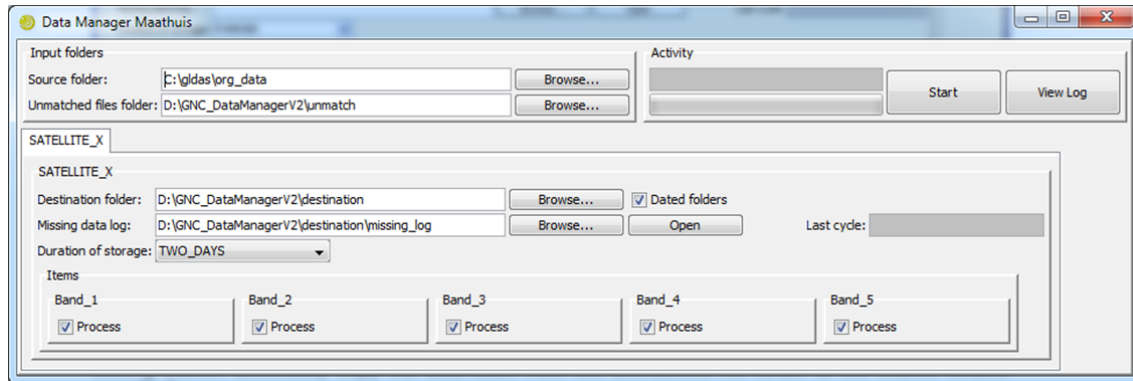 Data Manager Maathuis
Input folders
Source folder: C:\gldas\org_data Browse...
Unmatched files folder: D:\GNC_DataManagerV2\unmatch Browse...
Activity
Start View Log
SATELLITE_X
SATELLITE_X
Destination folder: D:\GNC_DataManagerV2\destination Browse... Dated folders
Missing data log: D:\GNC_DataManagerV2\destination\missing_log Browse... Open Last cycle:
Duration of storage: TWO_DAYS
Items
Band_1 Band_2 Band_3 Band_4 Band_5
Process Process Process Process Process